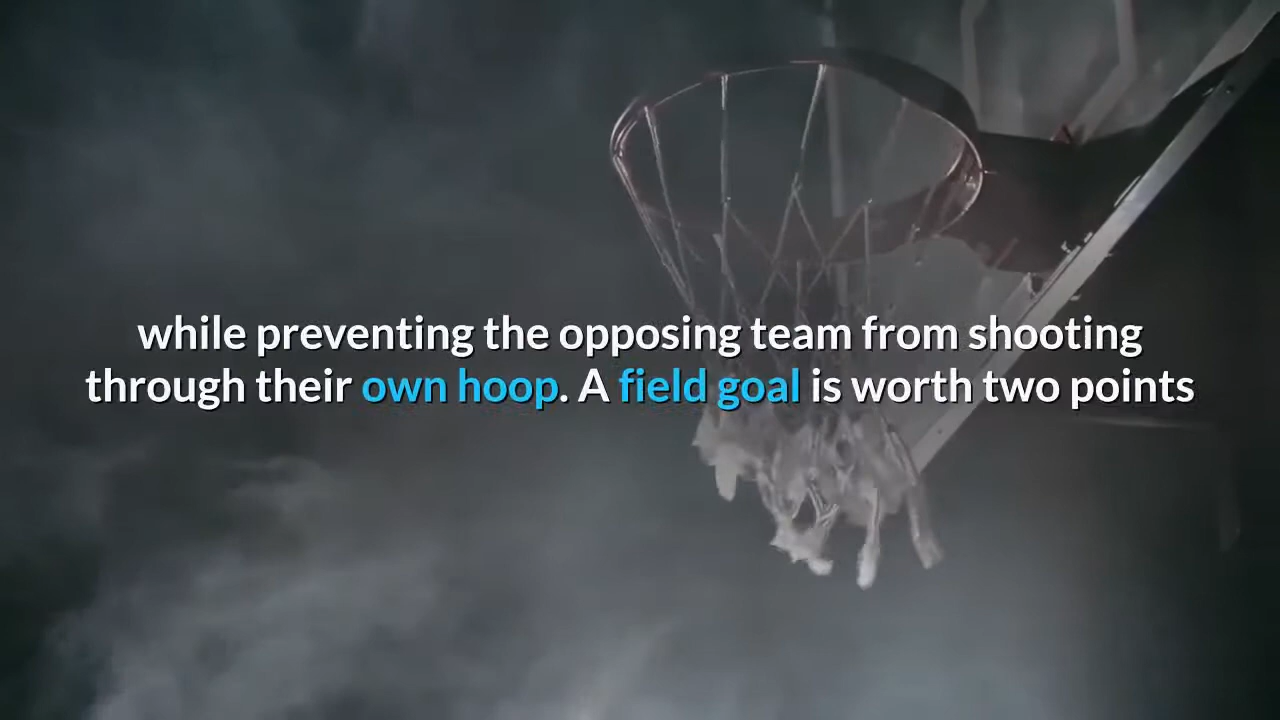 while preventing the opposing team from shooting
through their own hoop. A field goal is worth two points